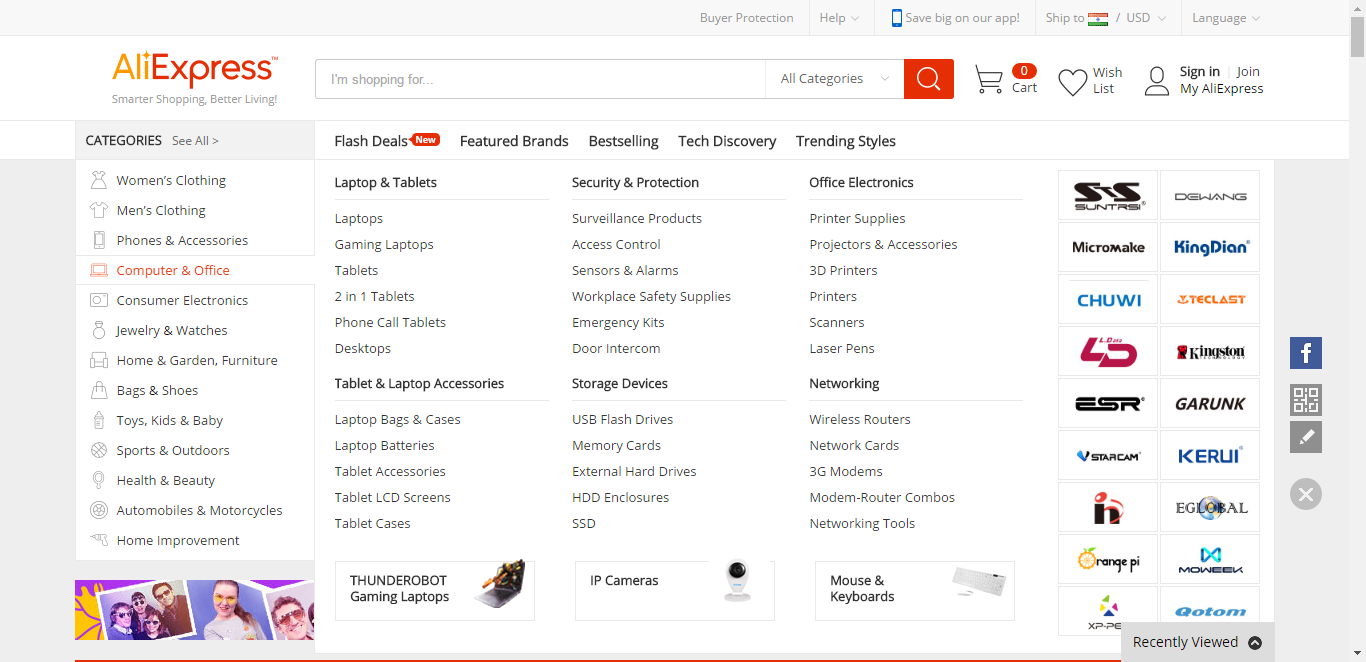 Buyer Protection
Help
Save big on our app!
Ship to / USD
Language
AliExpress™
Smarter Shopping, Better Living!
I'm shopping for...
All Categories
0
Cart
Wish
List
Sign in | Join
My AliExpress
CATEGORIES See All >
Flash Deals New
Featured Brands
Bestselling
Tech Discovery
Trending Styles
Women's Clothing
Men's Clothing
Phones & Accessories
Computer & Office
Consumer Electronics
Jewelry & Watches
Home & Garden, Furniture
Bags & Shoes
Toys, Kids & Baby
Sports & Outdoors
Health & Beauty
Automobiles & Motorcycles
Home Improvement
Laptop & Tablets
Laptops
Gaming Laptops
Tablets
2 in 1 Tablets
Phone Call Tablets
Desktops
Security & Protection
Surveillance Products
Access Control
Sensors & Alarms
Workplace Safety Supplies
Emergency Kits
Door Intercom
Office Electronics
Printer Supplies
Projectors & Accessories
3D Printers
Printers
Scanners
Laser Pens
Tablet & Laptop Accessories
Laptop Bags & Cases
Laptop Batteries
Tablet Accessories
Tablet LCD Screens
Tablet Cases
Storage Devices
USB Flash Drives
Memory Cards
External Hard Drives
HDD Enclosures
SSD
Networking
Wireless Routers
Network Cards
3G Modems
Modem-Router Combos
Networking Tools
THUNDEROBOT
Gaming Laptops
IP Cameras
Mouse &
Keyboards
SUNTRSI®
DEWANG
Micromake
KingDian®
CHUWI
TECLAST
Kingston
TECHNOLOGY
ESR®
GARUNK
VSTARCAM®
KERUI®
EGLOBAL
Orange pi
MOWEEK
XP-PE
Qotom
f
Recently Viewed